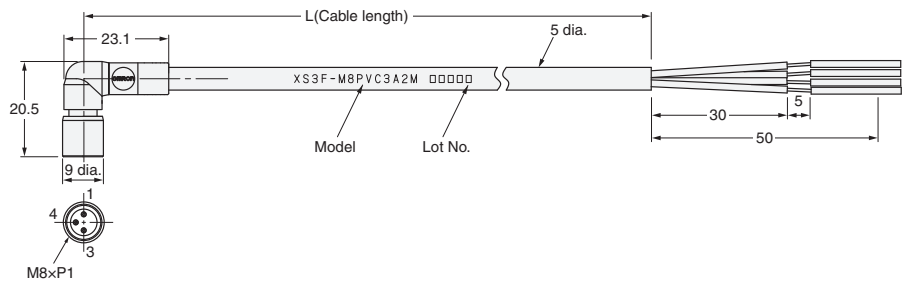 L(Cable length)
23.1
5 dia.
OMRON
XS3F-M8PVC3A2M □□□□□
20.5
30
5
50
Model
Lot No.
9 dia.
1
4
3
M8×P1